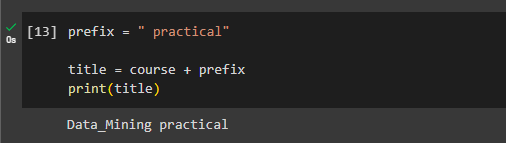 [13] prefix = " practical"
title = course + prefix
print(title)
Data_Mining practical
0s